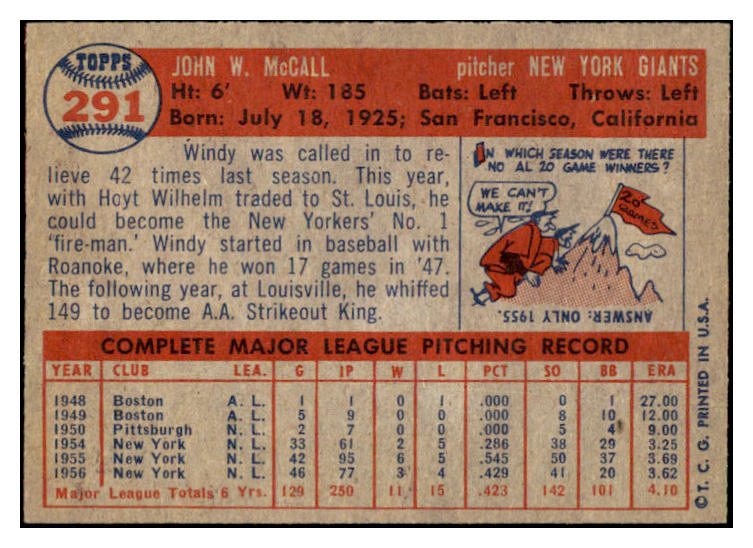 TOPPS
291
JOHN W. McCALL pitcher NEW YORK GIANTS
Ht: 6' Wt: 185 Bats: Left Throws: Left
Born: July 18, 1925; San Francisco, California
Windy was called in to re-
lieve 42 times last season. This year,
with Hoyt Wilhelm traded to St. Louis, he
could become the New Yorkers' No. 1
'fire-man.' Windy started in baseball with
Roanoke, where he won 17 games in '47.
The following year, at Louisville, he whiffed
149 to become A.A. Strikeout King.
IN WHICH SEASON WERE THERE
NO AL 20 GAME WINNERS?
WE CAN'T
MAKE IT!
20
GAMES
ANSWER: ONLY 1955.
COMPLETE MAJOR LEAGUE PITCHING RECORD
YEAR CLUB LEA. G IP W L PCT SO BB ERA
1948 Boston A. L. 1 1 0 1 .000 0 1 27.00
1949 Boston A. L. 5 9 0 0 .000 8 10 12.00
1950 Pittsburgh N. L. 2 7 0 0 .000 5 4 9.00
1954 New York N. L. 33 61 2 5 .286 38 29 3.25
1955 New York N. L. 42 95 6 5 .545 50 37 3.69
1956 New York N. L. 46 77 3 4 .429 41 20 3.62
Major League Totals 6 Yrs. 129 250 11 15 .423 142 101 4.10
©T. C. G. PRINTED IN U.S.A.